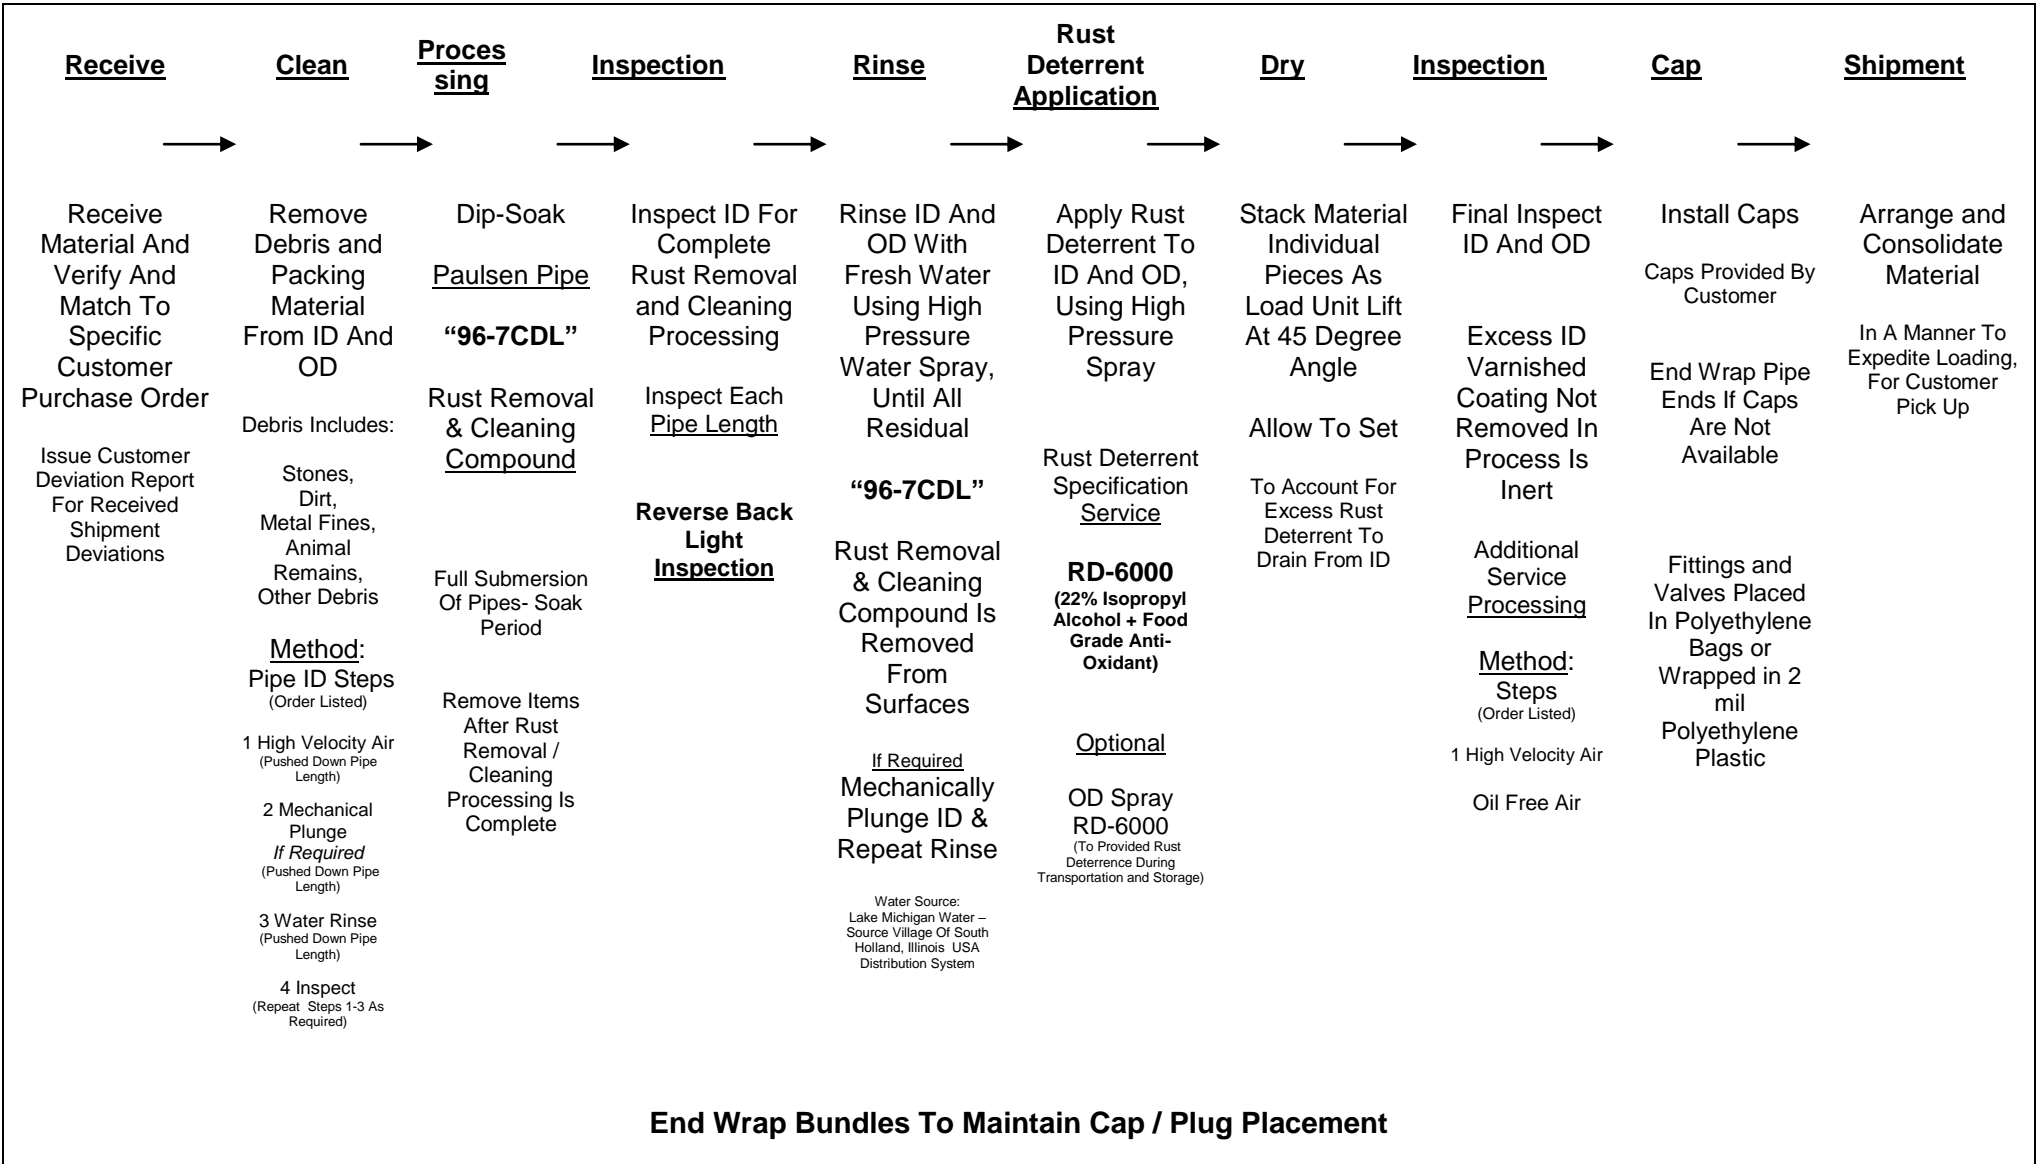 Receive
Clean
Proces
sing
Inspection
Rinse
Rust
Deterrent
Application
Dry
Inspection
Cap
Shipment
Receive
Material And
Verify And
Match To
Specific
Customer
Purchase Order
Issue Customer
Deviation Report
For Received
Shipment
Deviations
Remove
Debris and
Packing
Material
From ID And
OD
Debris Includes:
Stones,
Dirt,
Metal Fines,
Animal
Remains,
Other Debris
Method:
Pipe ID Steps
(Order Listed)
1 High Velocity Air
(Pushed Down Pipe
Length)
2 Mechanical
Plunge
If Required
(Pushed Down Pipe
Length)
3 Water Rinse
(Pushed Down Pipe
Length)
4 Inspect
(Repeat Steps 1-3 As
Required)
Dip-Soak
Paulsen Pipe
“96-7CDL”
Rust Removal
& Cleaning
Compound
Full Submersion
Of Pipes- Soak
Period
Remove Items
After Rust
Removal /
Cleaning
Processing Is
Complete
Inspect ID For
Complete
Rust Removal
and Cleaning
Processing
Inspect Each
Pipe Length
Reverse Back
Light
Inspection
Rinse ID And
OD With
Fresh Water
Using High
Pressure
Water Spray,
Until All
Residual
“96-7CDL”
Rust Removal
& Cleaning
Compound Is
Removed
From
Surfaces
If Required
Mechanically
Plunge ID &
Repeat Rinse
Water Source:
Lake Michigan Water –
Source Village Of South
Holland, Illinois USA
Distribution System
Apply Rust
Deterrent To
ID And OD,
Using High
Pressure
Spray
Rust Deterrent
Specification
Service
RD-6000
(22% Isopropyl
Alcohol + Food
Grade Anti-
Oxidant)
Optional
OD Spray
RD-6000
(To Provided Rust
Deterrence During
Transportation and Storage)
Stack Material
Individual
Pieces As
Load Unit Lift
At 45 Degree
Angle
Allow To Set
To Account For
Excess Rust
Deterrent To
Drain From ID
Final Inspect
ID And OD
Excess ID
Varnished
Coating Not
Removed In
Process Is
Inert
Additional
Service
Processing
Method:
Steps
(Order Listed)
1 High Velocity Air
Oil Free Air
Install Caps
Caps Provided By
Customer
End Wrap Pipe
Ends If Caps
Are Not
Available
Fittings and
Valves Placed
In Polyethylene
Bags or
Wrapped in 2
mil
Polyethylene
Plastic
Arrange and
Consolidate
Material
In A Manner To
Expedite Loading,
For Customer
Pick Up
End Wrap Bundles To Maintain Cap / Plug Placement